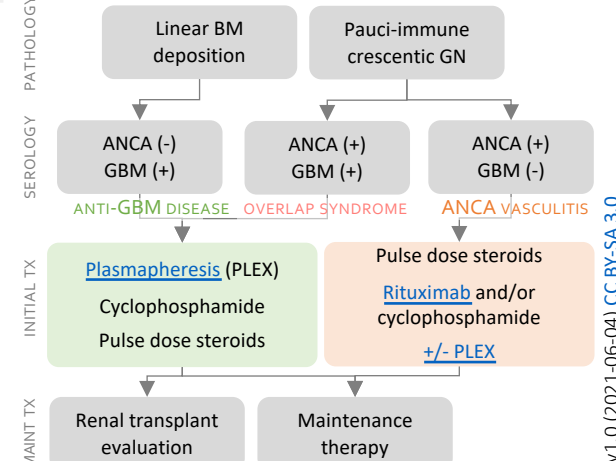 PATHOLOGY
Linear BM
deposition
Pauci-immune
crescentic GN
SEROLOGY
ANCA (-)
GBM (+)
ANCA (+)
GBM (+)
ANCA (+)
GBM (-)
ANTI-GBM DISEASE
OVERLAP SYNDROME
ANCA VASCULITIS
INITIAL TX
Plasmapheresis (PLEX)
Cyclophosphamide
Pulse dose steroids
Pulse dose steroids
Rituximab and/or
cyclophosphamide
+/- PLEX
MAINT TX
Renal transplant
evaluation
Maintenance
therapy
v1.0 (2021-06-04) CC BY-SA 3.0